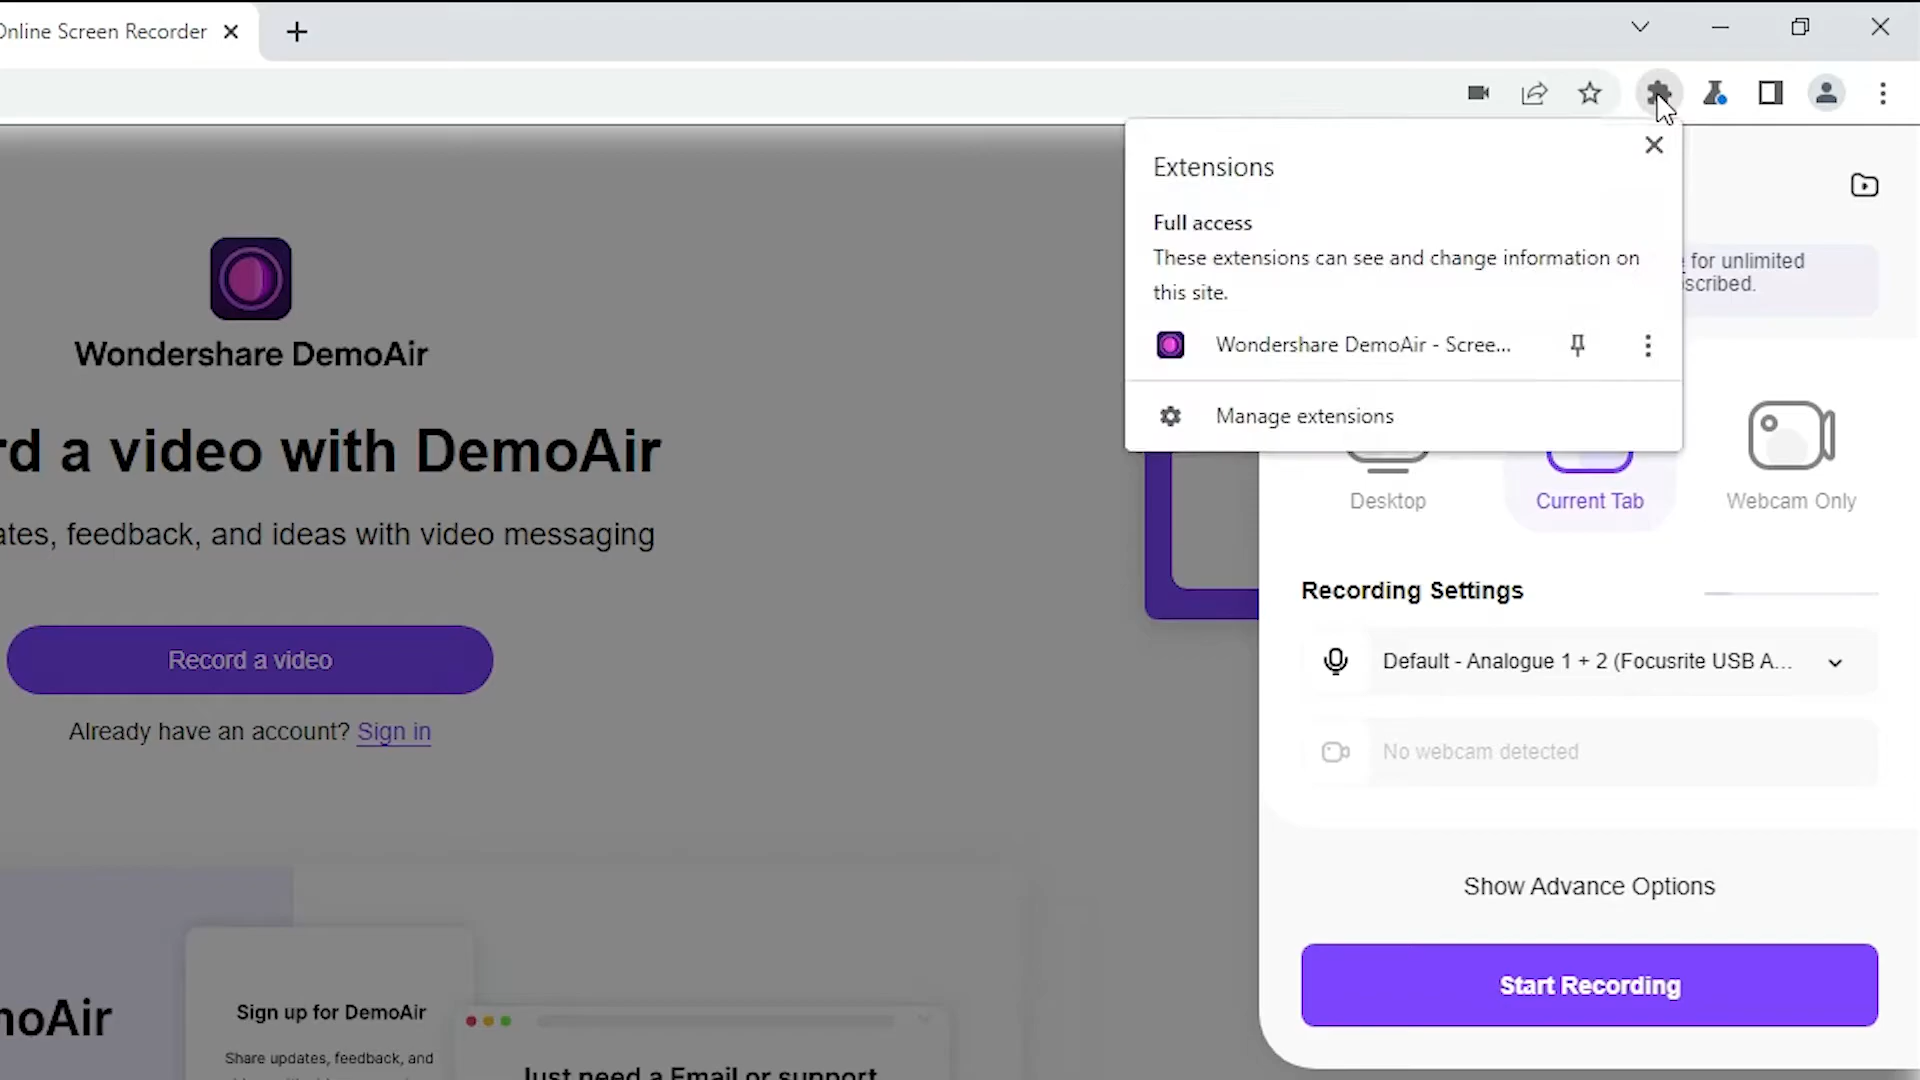 Online Screen Recorder
Extensions
Full access
These extensions can see and change information on
this site.
Wondershare DemoAir - Scree...
Manage extensions
for unlimited
scribed.
Wondershare DemoAir
rd a video with DemoAir
ates, feedback, and ideas with video messaging
Record a video
Already have an account? Sign in
Desktop
Current Tab
Webcam Only
Recording Settings
Default - Analogue 1 + 2 (Focusrite USB A...
No webcam detected
Show Advance Options
Start Recording
moAir
Sign up for DemoAir
Share updates, feedback, and
Just need a Email or support